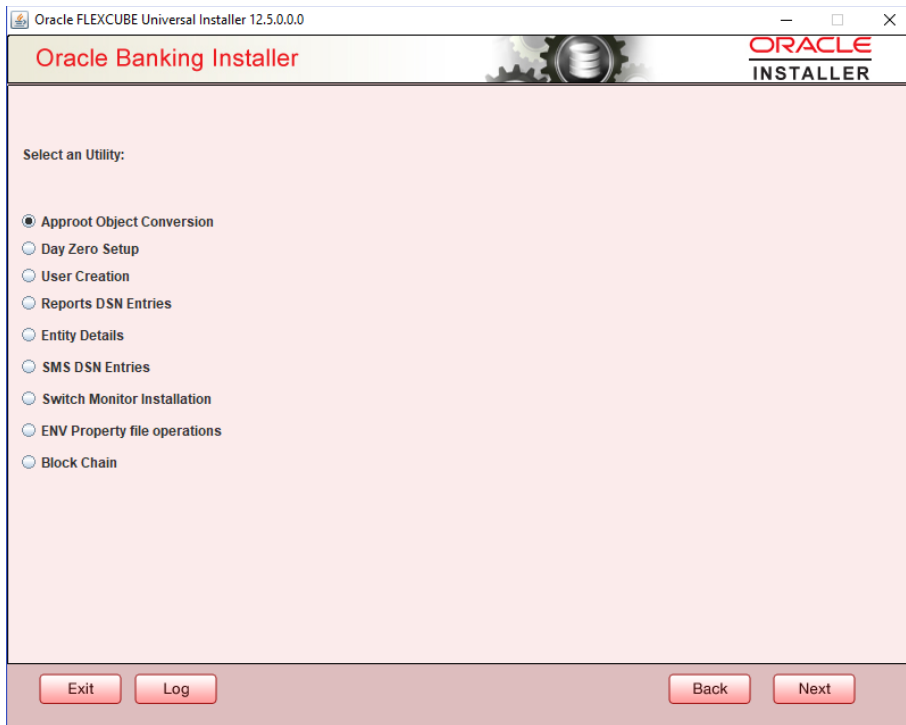 Oracle FLEXCUBE Universal Installer 12.5.0.0.0
Oracle Banking Installer
ORACLE
INSTALLER
Select an Utility:
Approot Object Conversion
Day Zero Setup
User Creation
Reports DSN Entries
Entity Details
SMS DSN Entries
Switch Monitor Installation
ENV Property file operations
Block Chain
Exit Log Back Next